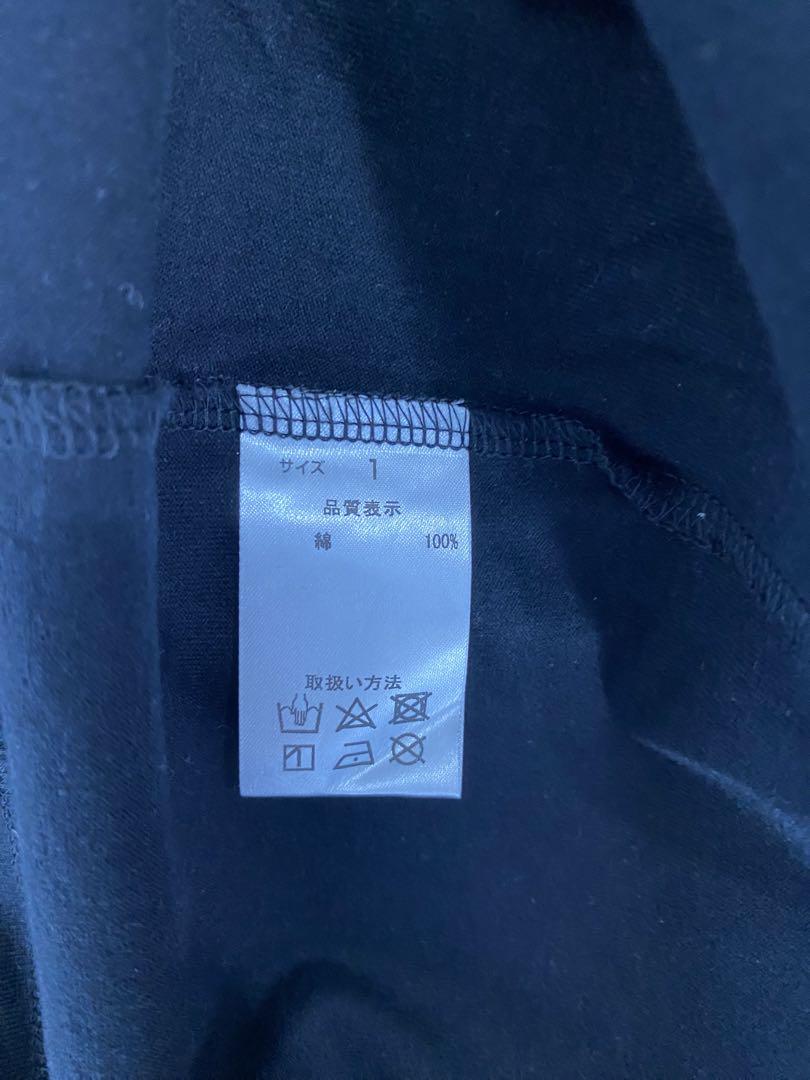 サイズ 1
品質表示
綿 100%
取扱い方法